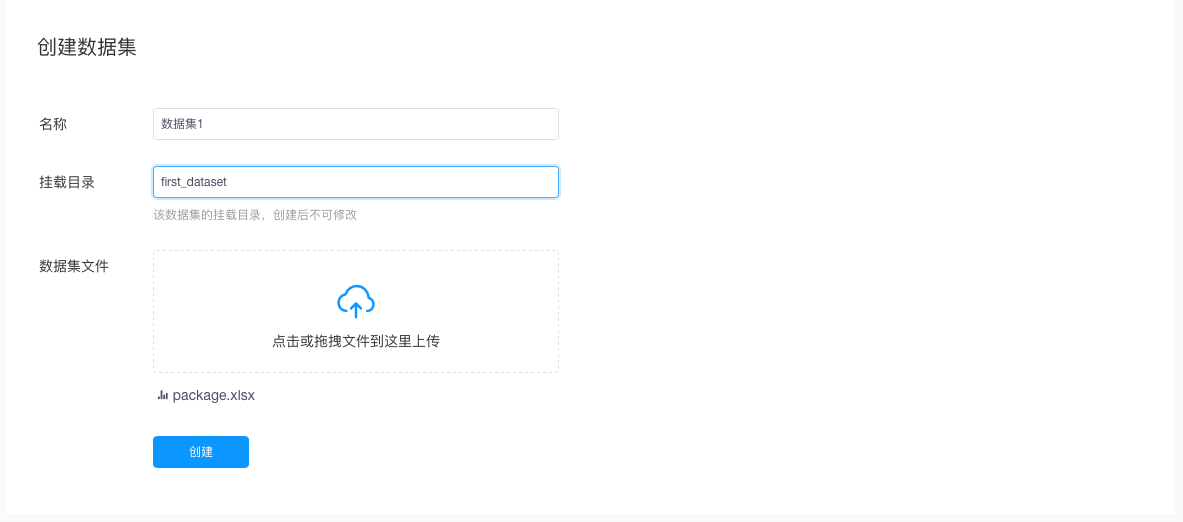 创建数据集
名称
数据集1
挂载目录
first_dataset
该数据集的挂载目录，创建后不可修改
数据集文件
点击或拖拽文件到这里上传
package.xlsx
创建